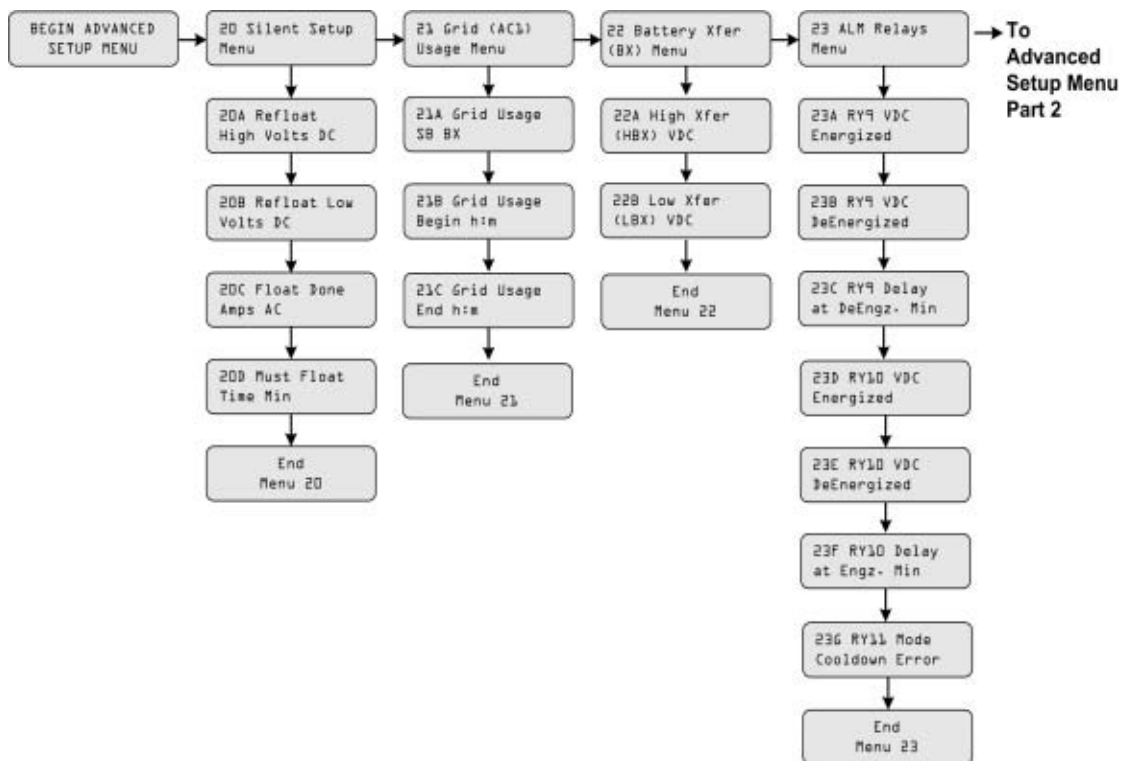 BEGIN ADVANCED
SETUP MENU
20 Silent Setup
Menu
20A Refloat
High Volts DC
20B Refloat Low
Volts DC
20C Float Done
Amps AC
20D Must Float
Time Min
End
Menu 20
21 Grid (AC1)
Usage Menu
21A Grid Usage
SB BX
21B Grid Usage
Begin h:m
21C Grid Usage
End h:m
End
Menu 21
22 Battery Xfer
(BX) Menu
22A High Xfer
(HBX) VDC
22B Low Xfer
(LBX) VDC
End
Menu 22
23 ALM Relays
Menu
23A RY9 VDC
Energized
23B RY9 VDC
DeEnergized
23C RY9 Delay
at DeEngz. Min
23D RY10 VDC
Energized
23E RY10 VDC
DeEnergized
23F RY10 Delay
at Engz. Min
23G RY11 Mode
Cooldown Error
End
Menu 23
To
Advanced
Setup Menu
Part 2